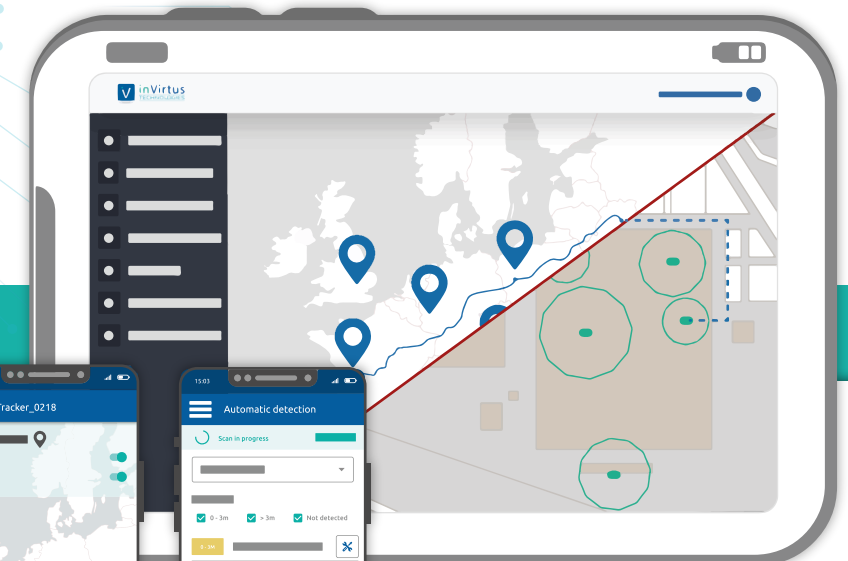 V inVirtus
TECHNOLOGIES
Tracker_0218
15:03
Automatic detection
Scan in progress
0 - 3m
> 3m
Not detected
0 - 3M